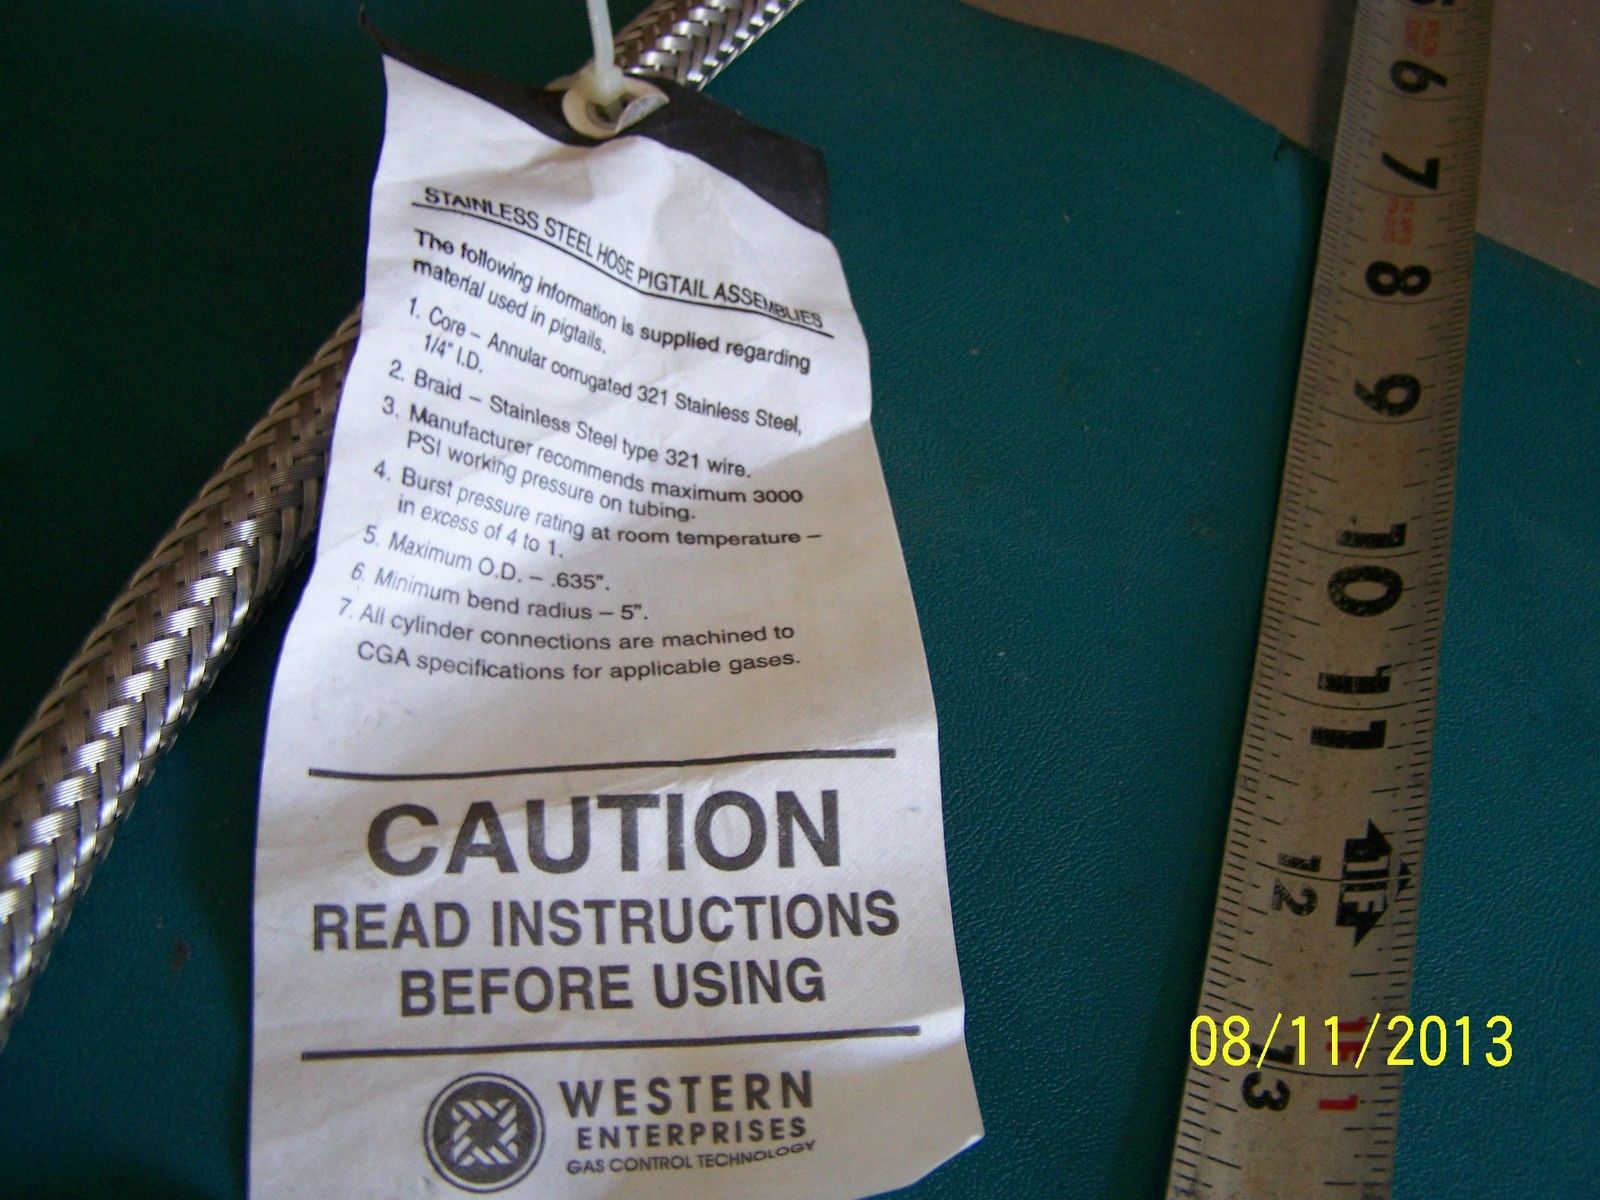 STAINLESS STEEL HOSE PIGTAIL ASSEMBLIES
The following information is supplied regarding
material used in pigtails.
1. Core – Annular corrugated 321 Stainless Steel,
1/4" I.D.
2. Braid – Stainless Steel type 321 wire.
3. Manufacturer recommends maximum 3000
PSI working pressure on tubing.
4. Burst pressure rating at room temperature –
in excess of 4 to 1.
5. Maximum O.D. – .635".
6. Minimum bend radius – 5".
7. All cylinder connections are machined to
CGA specifications for applicable gases.
CAUTION
READ INSTRUCTIONS
BEFORE USING
WESTERN
ENTERPRISES
GAS CONTROL TECHNOLOGY
6
7
8
9
10
11
12
1F
13
1
08/11/2013